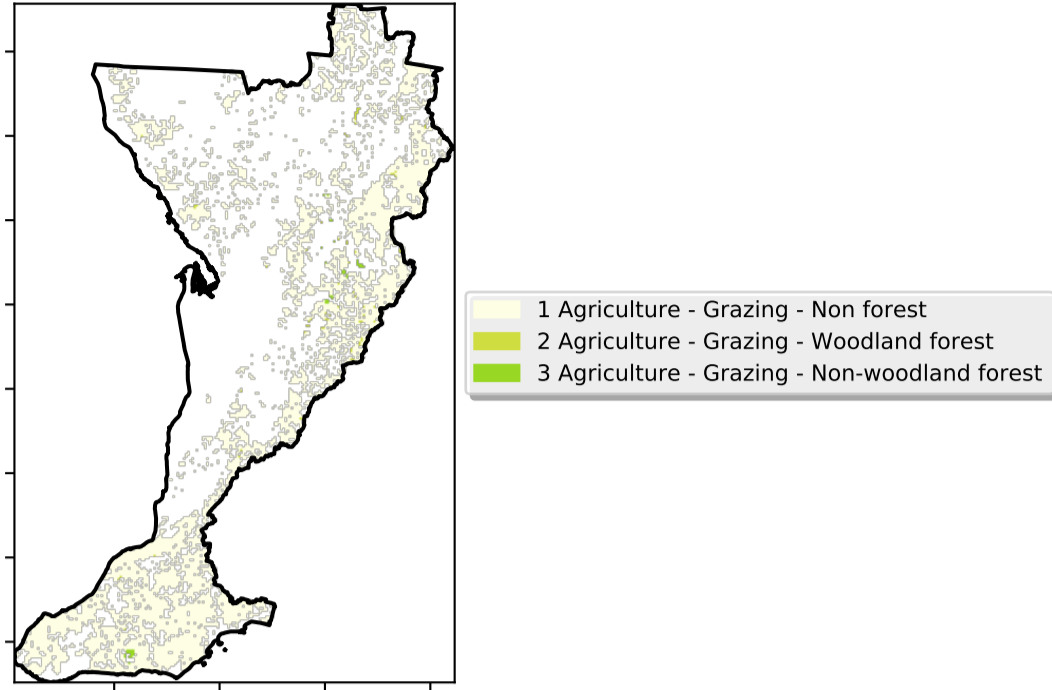 1 Agriculture - Grazing - Non forest
2 Agriculture - Grazing - Woodland forest
3 Agriculture - Grazing - Non-woodland forest